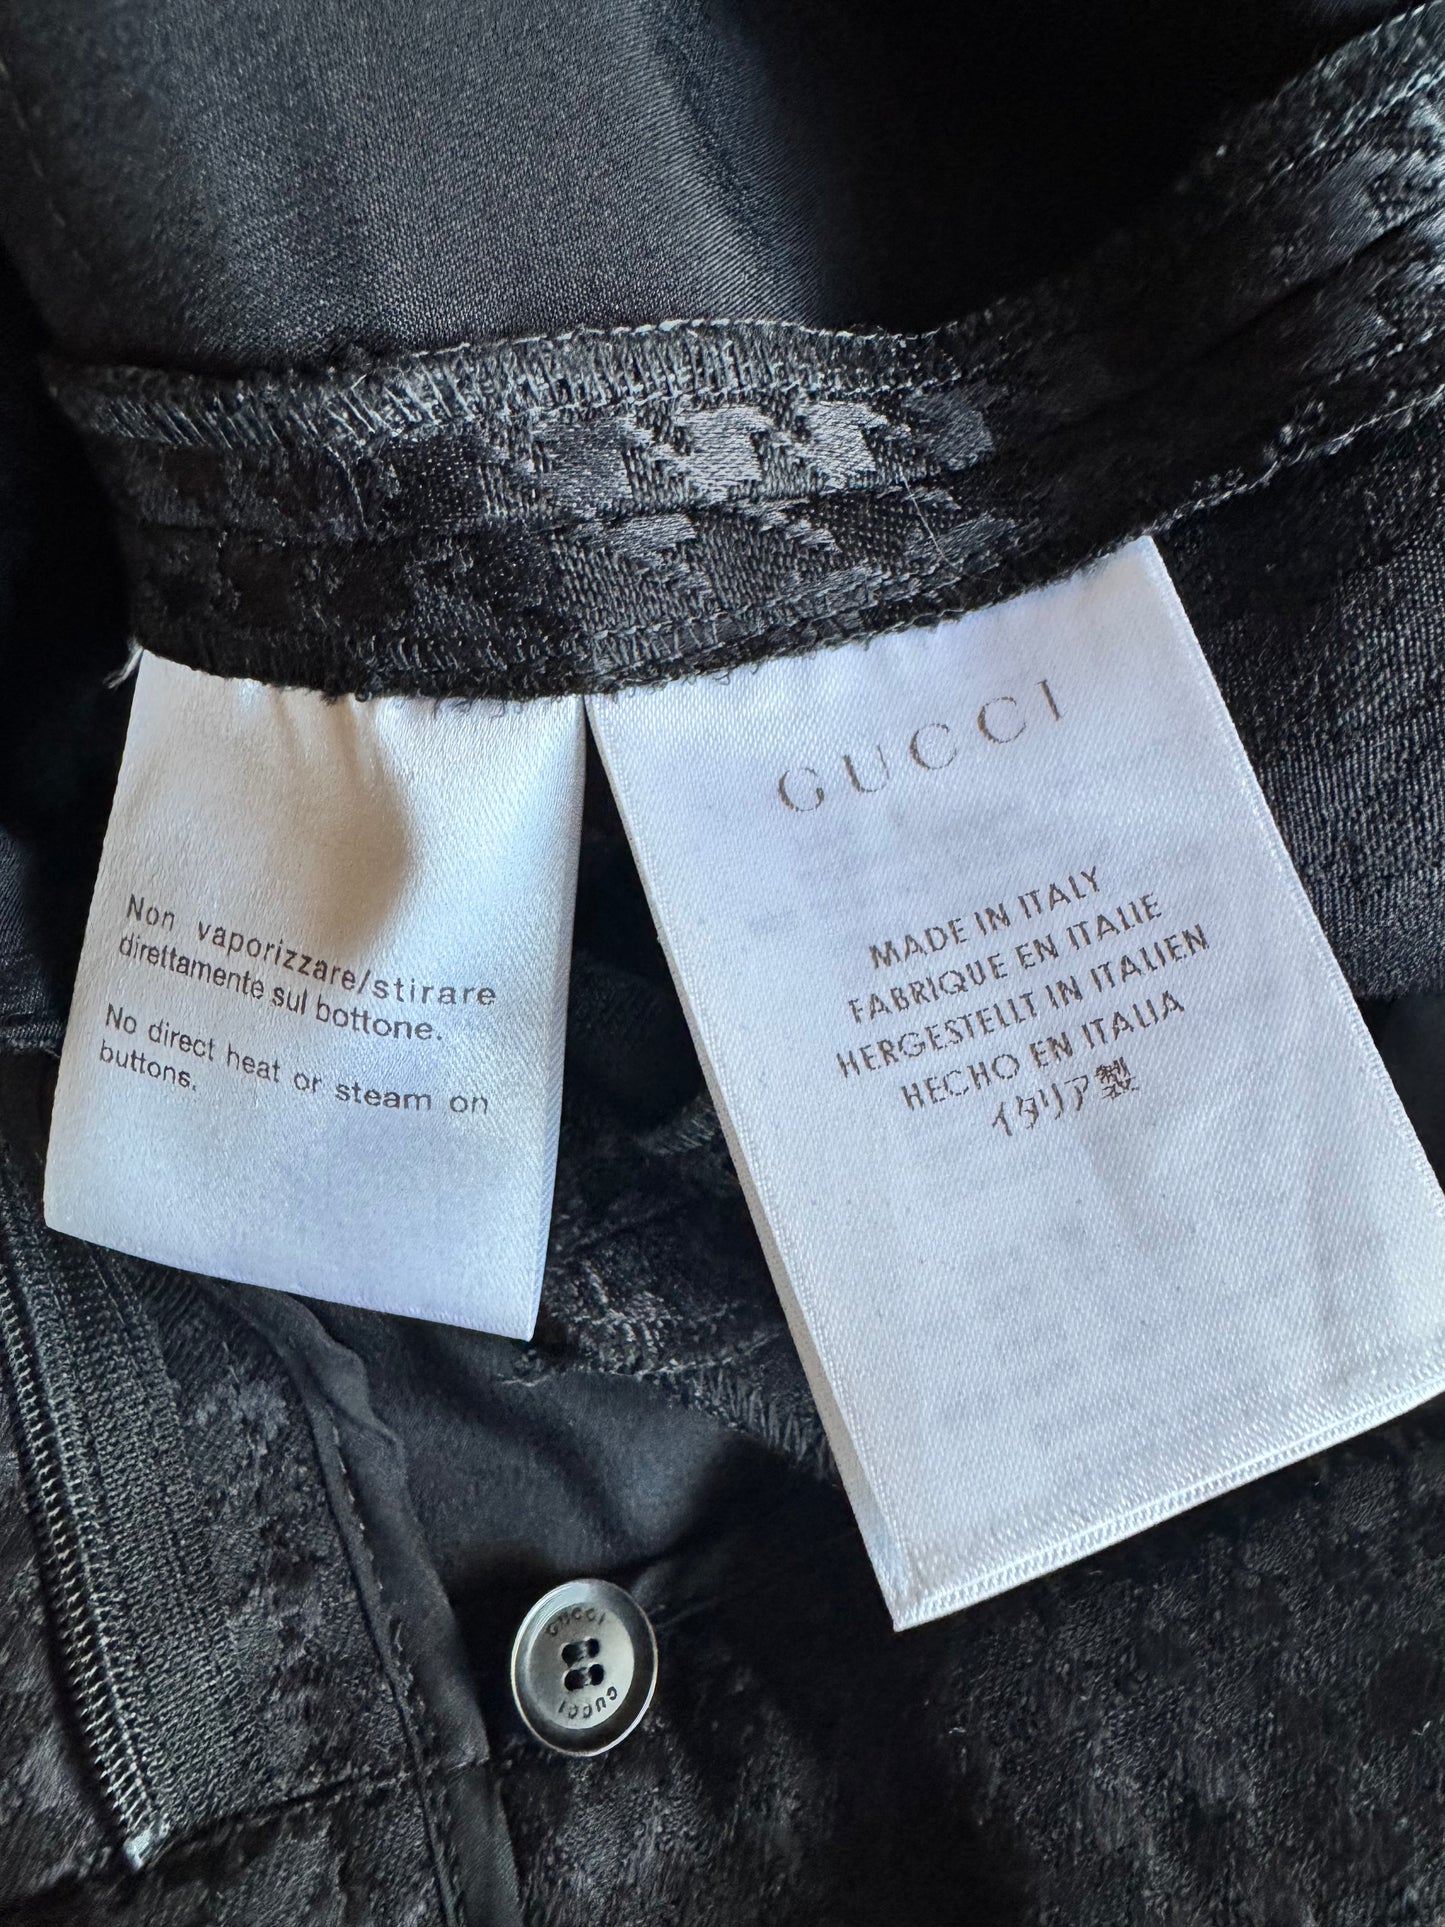 Non vaporizzare/stirare
direttamente sul bottone.
No direct heat or steam on
buttons.
GUCCI
MADE IN ITALY
FABRIQUE EN ITALIE
HERGESTELLT IN ITALIEN
HECHO EN ITALIA
イタリア製
GUCCI
GUCCI